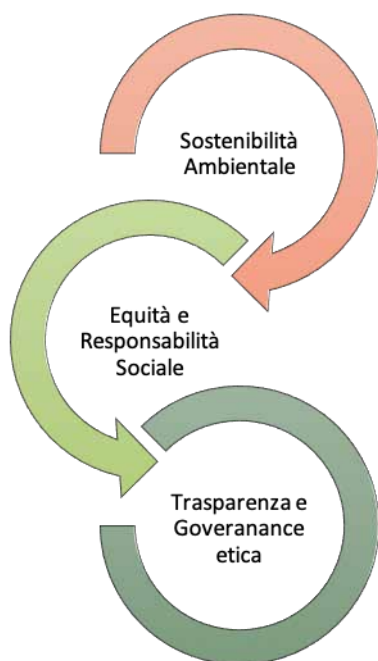 Sostenibilità
Ambientale
Equità e
Responsabilità
Sociale
Trasparenza e
Goveranance
etica